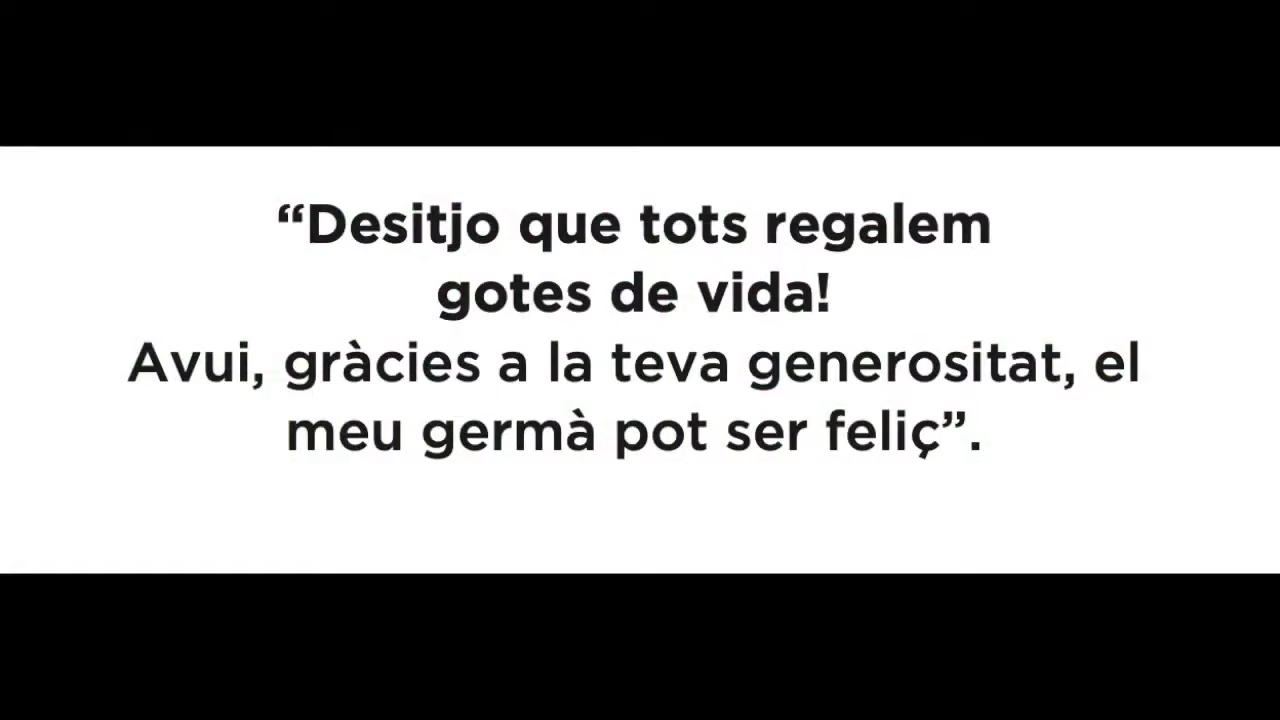 “Desitjo que tots regalem
gotes de vida!
Avui, gràcies a la teva generositat, el
meu germà pot ser feliç”.